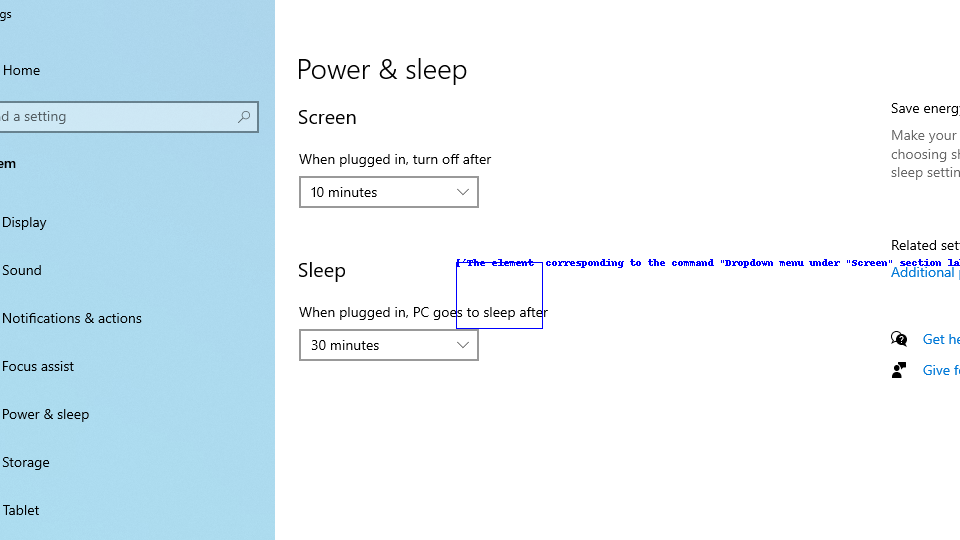 gs
Home
d a setting
em
Display
Sound
Notifications & actions
Focus assist
Power & sleep
Storage
Tablet
Power & sleep
Screen
When plugged in, turn off after
10 minutes
Sleep
['The element corresponding to the command "Dropdown menu under "Screen" section la
When plugged in, PC goes to sleep after
30 minutes
Save energy
Make your
choosing sh
sleep settin
Related set
Additional p
Get he
Give f